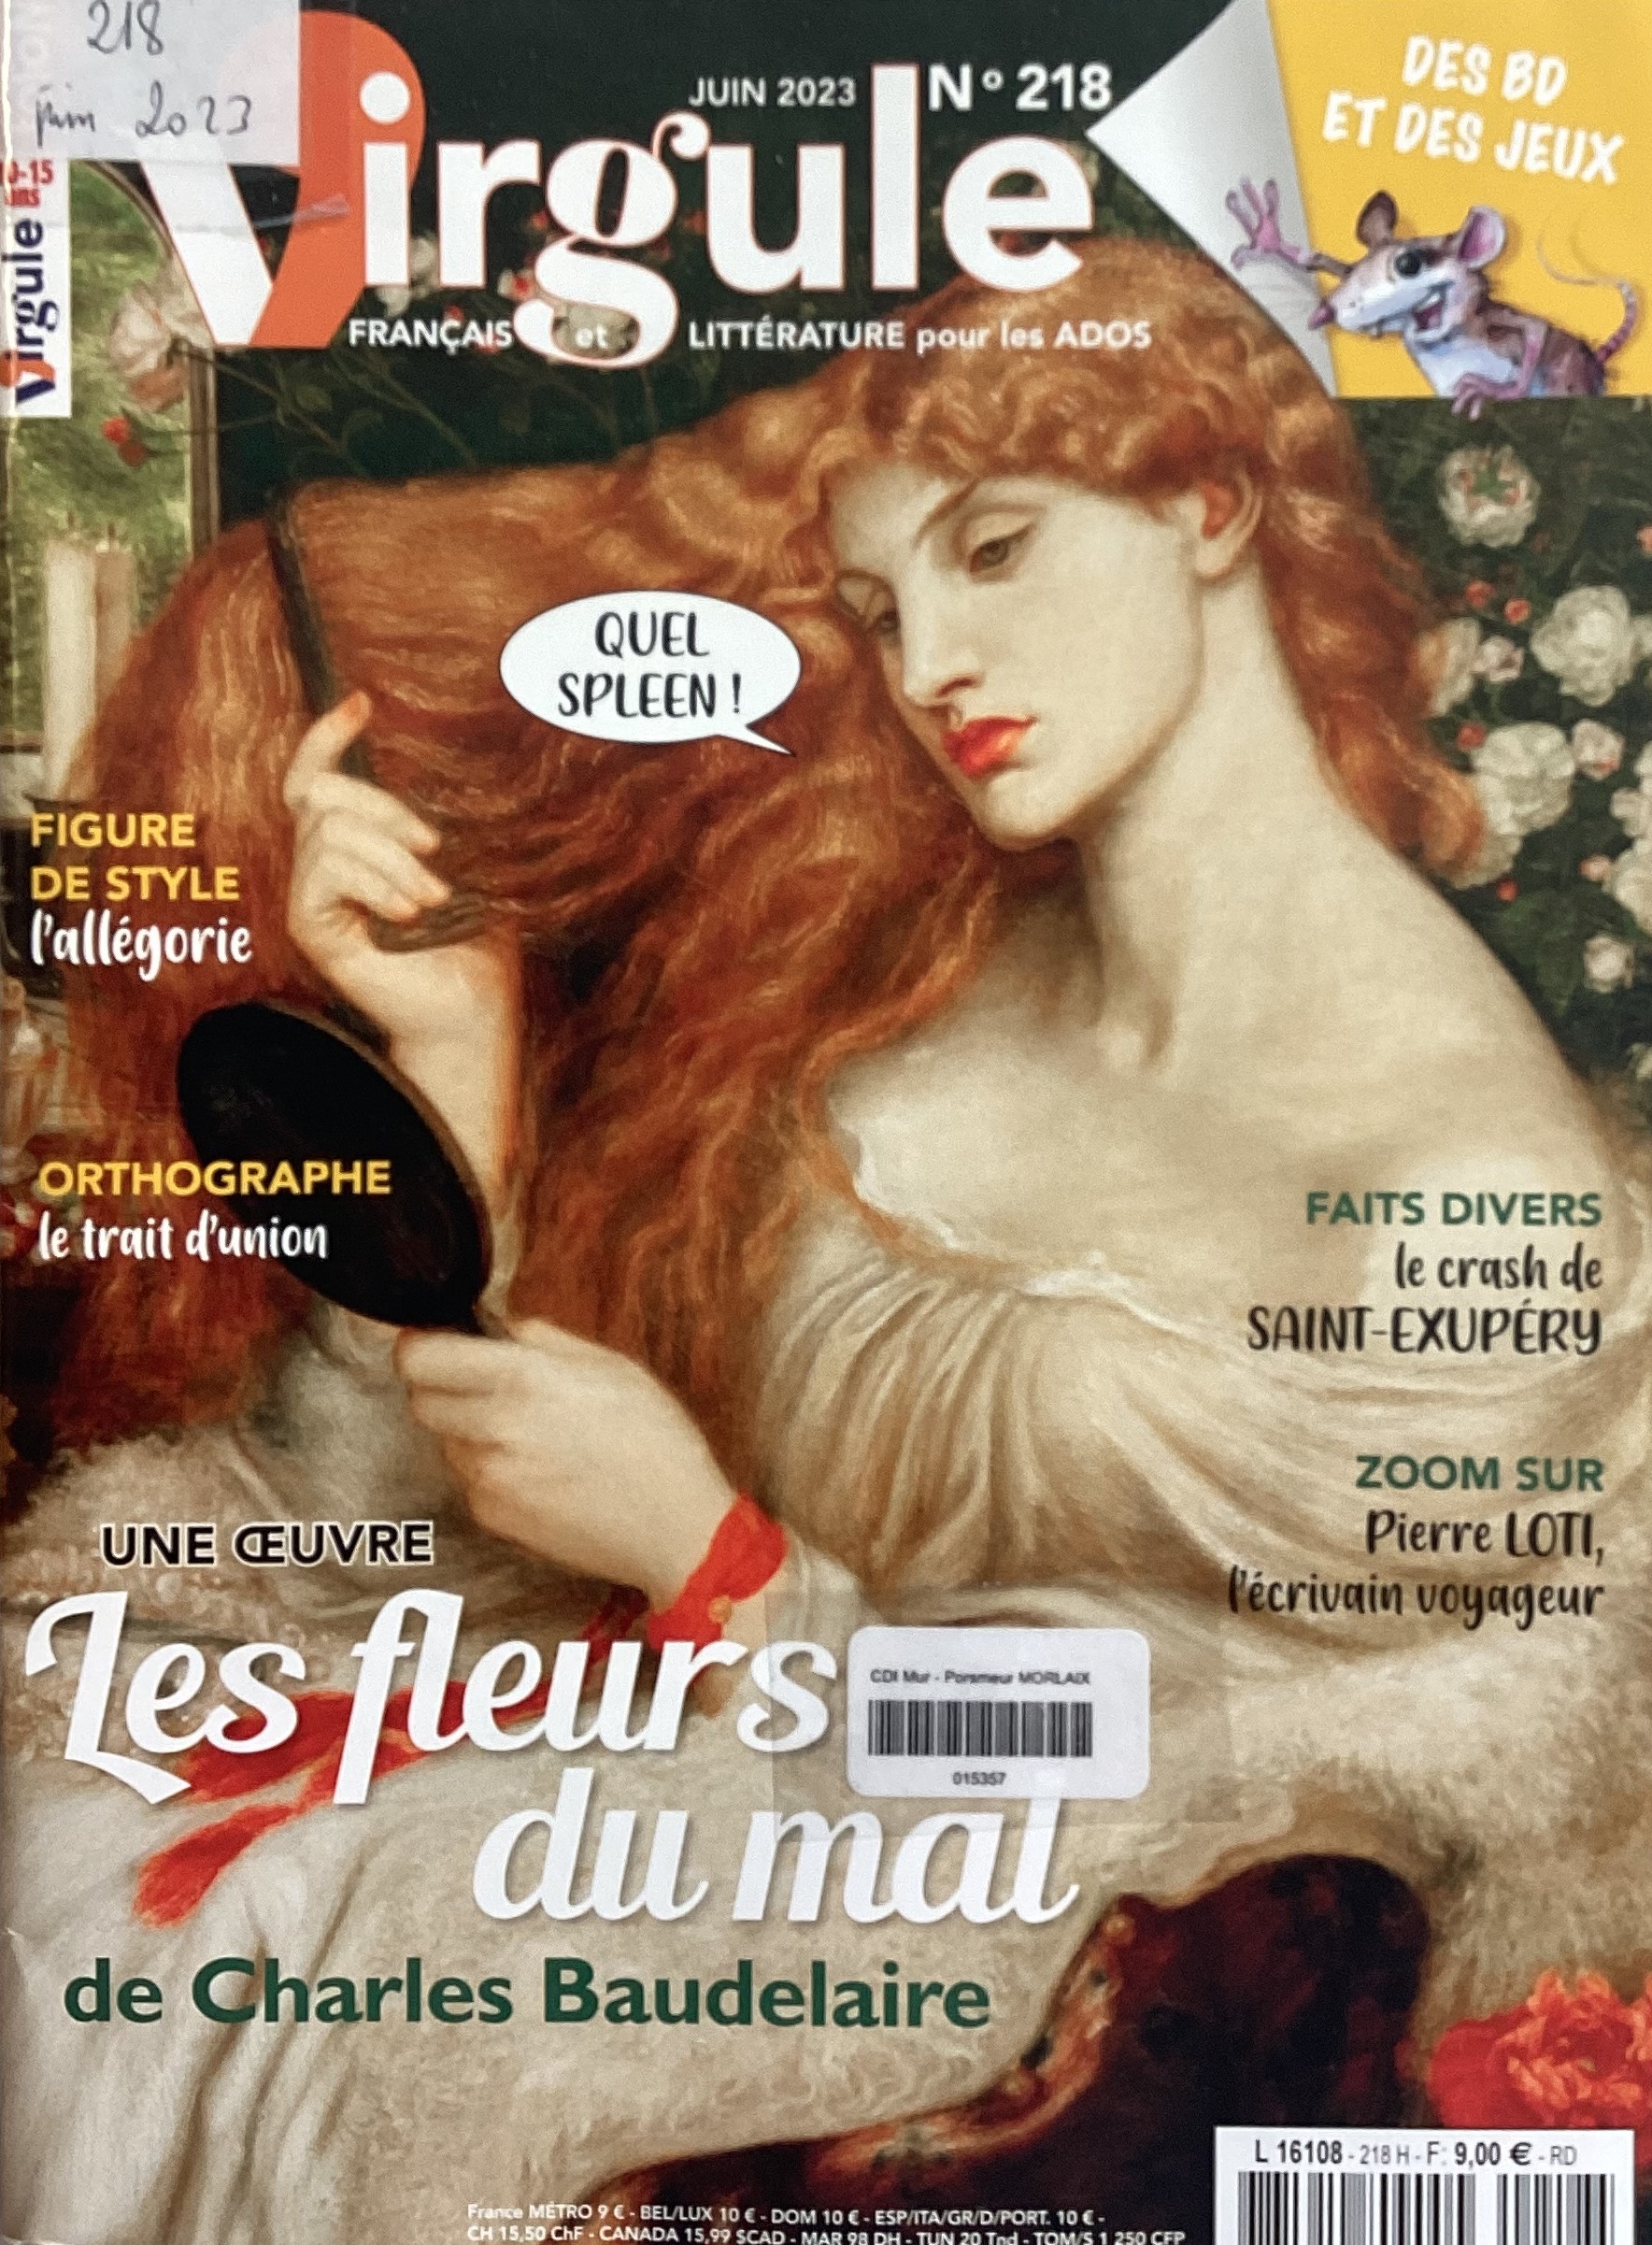 218
juin 2023
JUIN 2023 N° 218
Virgule
FRANÇAIS et LITTÉRATURE pour les ADOS
DES BD
ET DES JEUX
-15
ans
Virgule
QUEL
SPLEEN !
FIGURE
DE STYLE
l'allégorie
ORTHOGRAPHE
le trait d'union
FAITS DIVERS
le crash de
SAINT-EXUPÉRY
ZOOM SUR
Pierre LOTI,
l'écrivain voyageur
UNE ŒUVRE
Les fleurs
du mal
de Charles Baudelaire
CDI Mur - Porsmeur MORLAIX
015357
L 16108 - 218 H - F: 9,00 € - RD
France MÉTRO 9 € - BEL/LUX 10 € - DOM 10 € - ESP/ITA/GR/D/PORT. 10 € -
CH 15,50 ChF - CANADA 15,99 $CAD - MAR 98 DH - TUN 20 Tnd - TOM/S 1 250 CFP